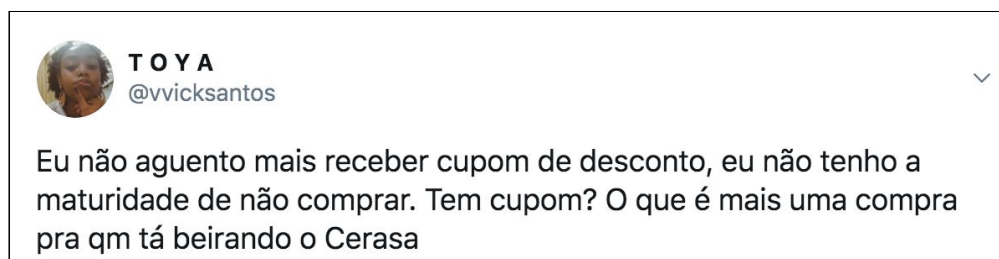 T O Y A
@vvicksantos
Eu não aguento mais receber cupom de desconto, eu não tenho a
maturidade de não comprar. Tem cupom? O que é mais uma compra
pra qm tá beirando o Cerasa